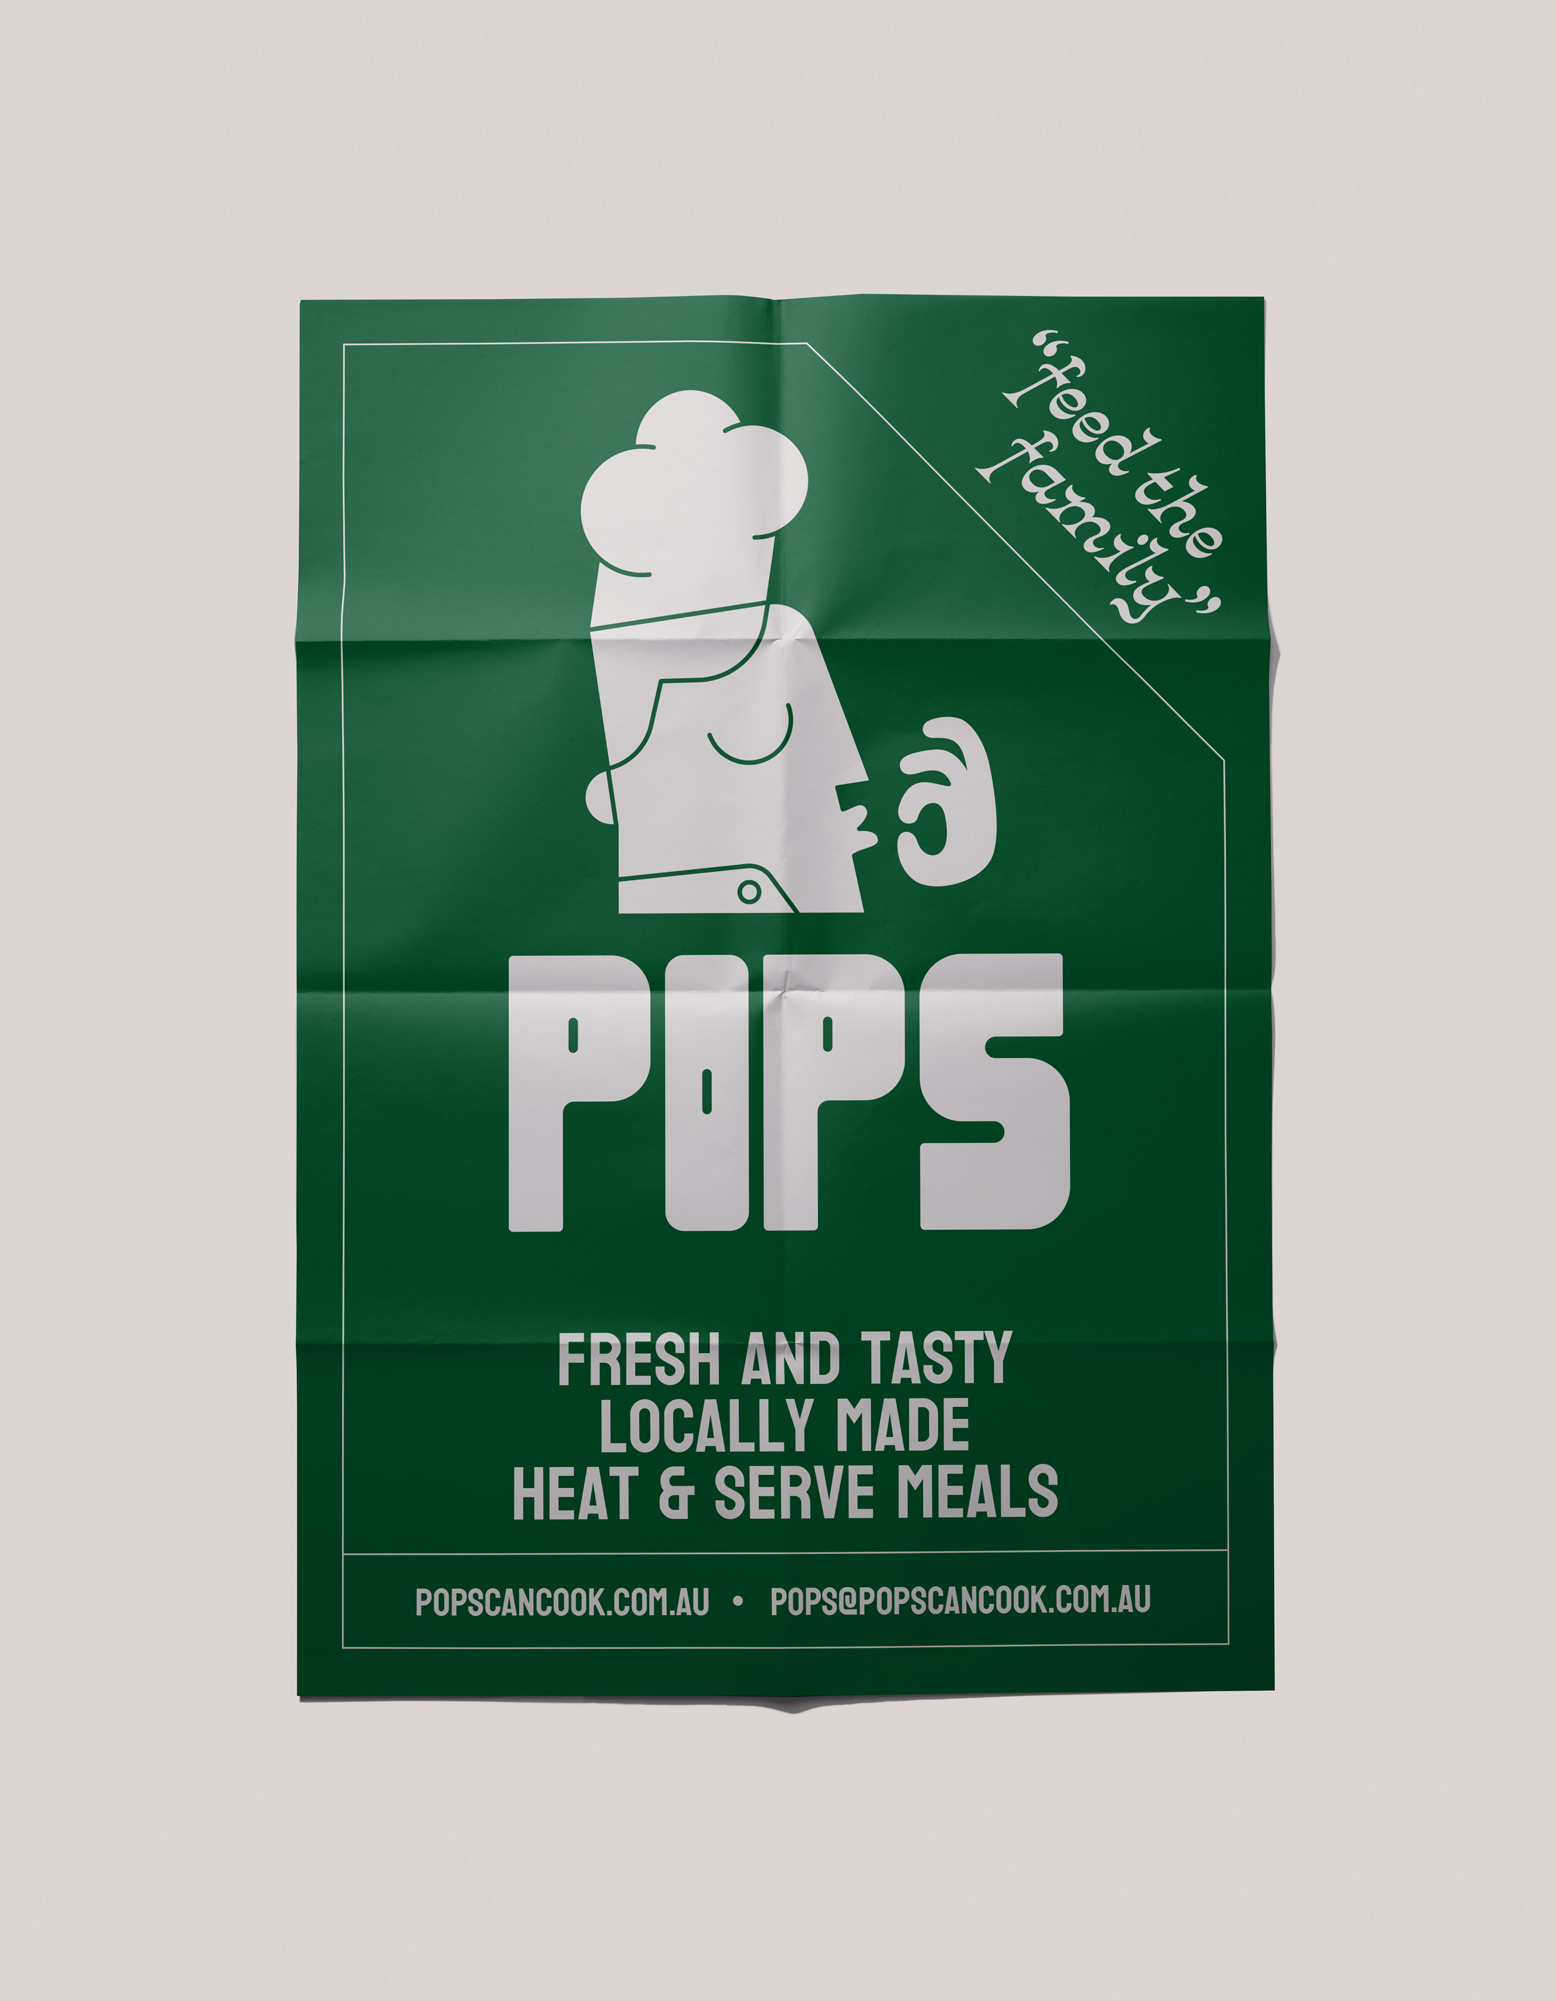 “feed the
family”
POPS
FRESH AND TASTY
LOCALLY MADE
HEAT & SERVE MEALS
POPSCANCOOK.COM.AU • POPS@POPSCANCOOK.COM.AU